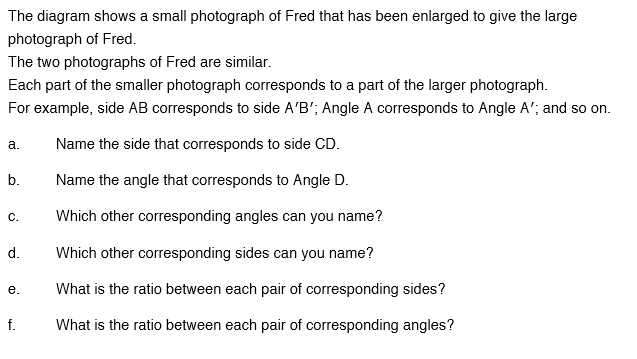 The diagram shows a small photograph of Fred that has been enlarged to give the large
photograph of Fred.
The two photographs of Fred are similar.
Each part of the smaller photograph corresponds to a part of the larger photograph.
For example, side AB corresponds to side A′B′; Angle A corresponds to Angle A′; and so on.
a. Name the side that corresponds to side CD.
b. Name the angle that corresponds to Angle D.
c. Which other corresponding angles can you name?
d. Which other corresponding sides can you name?
e. What is the ratio between each pair of corresponding sides?
f. What is the ratio between each pair of corresponding angles?